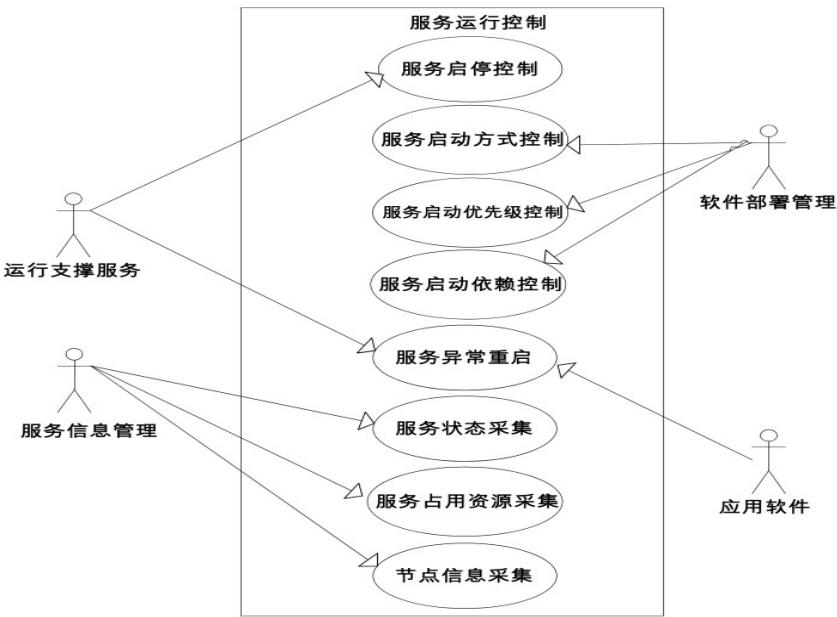 服务运行控制
服务启停控制
服务启动方式控制
服务启动优先级控制
服务启动依赖控制
服务异常重启
服务状态采集
服务占用资源采集
节点信息采集
运行支撑服务
服务信息管理
软件部署管理
应用软件